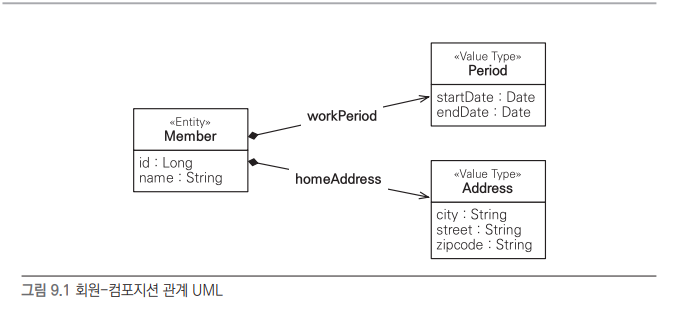 «Entity»
Member
id : Long
name : String
workPeriod
homeAddress
«Value Type»
Period
startDate : Date
endDate : Date
«Value Type»
Address
city : String
street : String
zipcode : String
그림 9.1 회원-컴포지션 관계 UML